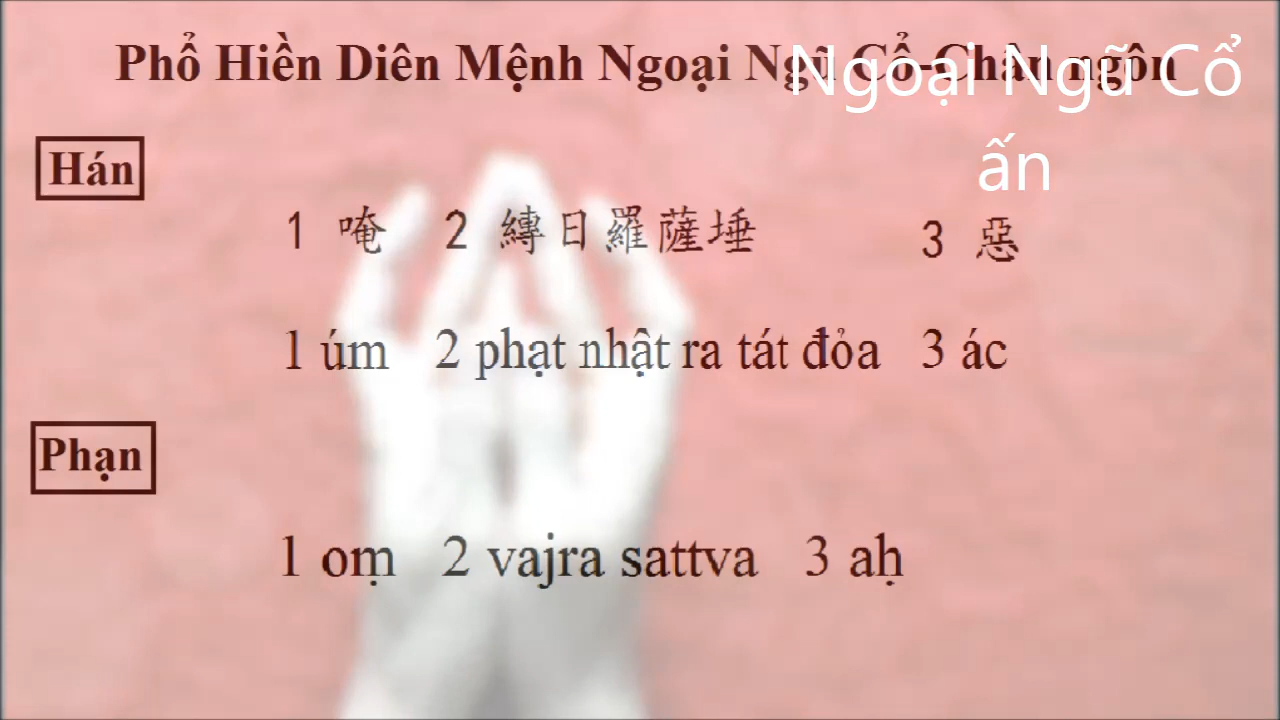 Phổ Hiền Diên Mệnh Ngoại Ngũ Cổ-Chân ngôn
Ngoại Ngũ Cổ
ấn
Hán
1 唵 2 縛日羅薩埵 3 惡
1 úm 2 phạt nhật ra tát đỏa 3 ác
Phạn
1 oṃ 2 vajra sattva 3 aḥ